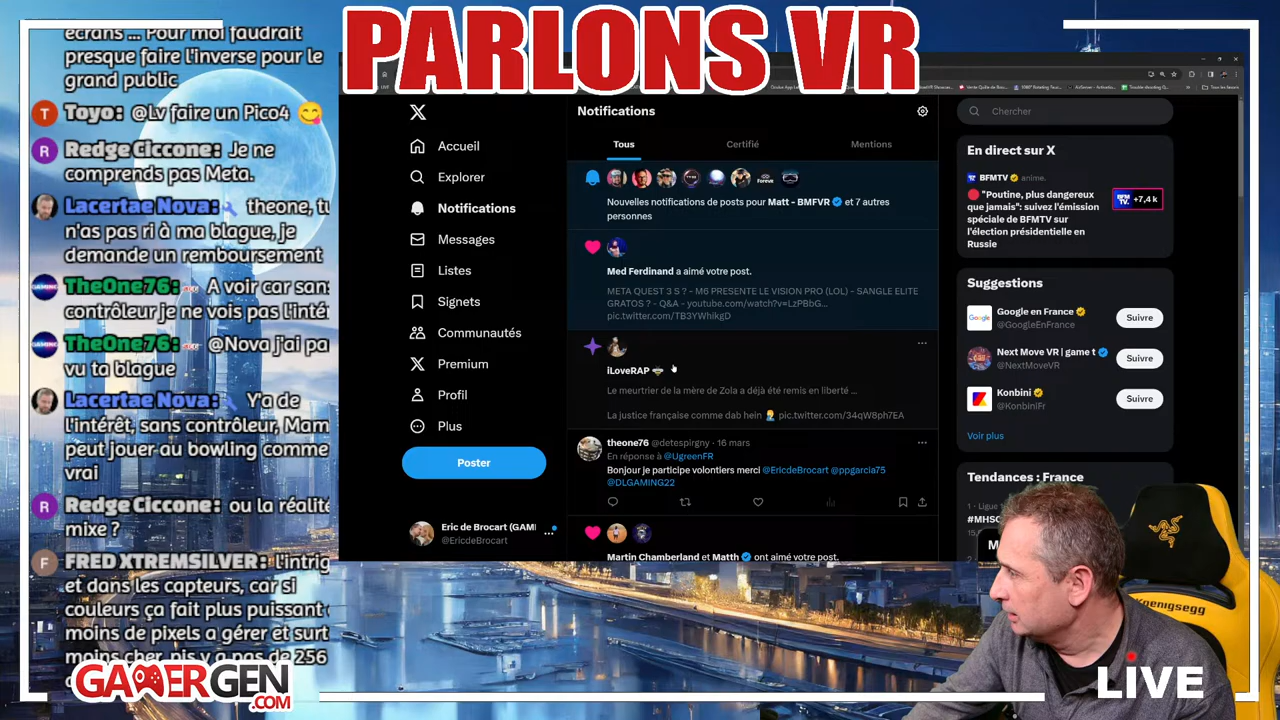 PARLONS VR
écrans ... Pour moi faudrait
presque faire l'inverse pour le
grand public
T Toyo: @Lv faire un Pico4 😋
R Redge Ciccone: Je ne
comprends pas Meta.
Lacertae Nova: theone, tu
n'as pas ri à ma blague, je
demande un remboursement
TheOne76: A voir car sans
contrôleur je ne vois pas l'inté
TheOne76: @Nova j'ai pa
vu ta blague
Lacertae Nova: Y'a de
l'intérêt, sans contrôleur, Mam
peut jouer au bowling comme
vrai
R Redge Ciccone: ou la réalité
mixe ?
F FRED XTREMSILVER: l'intrig
et dans les capteurs, car si
couleurs ça fait plus puissant
moins de pixels a gérer et surt
moins cher, pis y a pas de 256
GAMERGEN
.COM
Accueil
Explorer
Notifications
Messages
Listes
Signets
Communautés
Premium
Profil
Plus
Poster
Eric de Brocart (GAMI
@EricdeBrocart
...
Notifications
Tous
Certifié
Mentions
Nouvelles notifications de posts pour Matt - BMFVR et 7 autres
personnes
Med Ferdinand a aimé votre post.
META QUEST 3 S ? - M6 PRESENTE LE VISION PRO (LOL) - SANGLE ELITE
GRATOS ? - Q&A - youtube.com/watch?v=LzPBbG...
pic.twitter.com/TB3YWhikgD
iLoveRAP
Le meurtrier de la mère de Zola a déjà été remis en liberté ...
La justice française comme dab hein 🤦 pic.twitter.com/34qW8ph7EA
theone76 @detespirgny · 16 mars
En réponse à @UgreenFR
Bonjour je participe volontiers merci @EricdeBrocart @ppgarcia75
@DLGAMING22
Martin Chamberland et Matth ont aimé votre post.
Chercher
En direct sur X
BFMTV anime.
🔴 "Poutine, plus dangereux
que jamais": suivez l'émission
spéciale de BFMTV sur
l'élection présidentielle en
Russie
+7,4 k
Suggestions
Google en France
@GoogleEnFrance
Suivre
Next Move VR | game t
@NextMoveVR
Suivre
Konbini
@KonbiniFr
Suivre
Voir plus
Tendances : France
1 · Ligue
#MHSC
Koenigsegg
LIVE